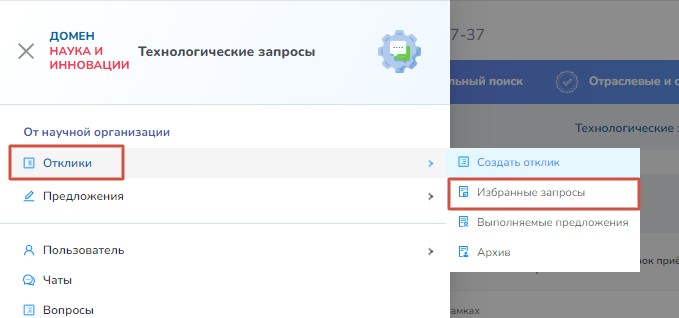 ДОМЕН
НАУКА И
ИННОВАЦИИ
Технологические запросы
7-37
льный поиск
Отраслевые и с
От научной организации
Технологические з
Отклики
Создать отклик
Предложения
Избранные запросы
Выполняемые предложения
Пользователь
Архив
рок приё
Чаты
Вопросы
амках